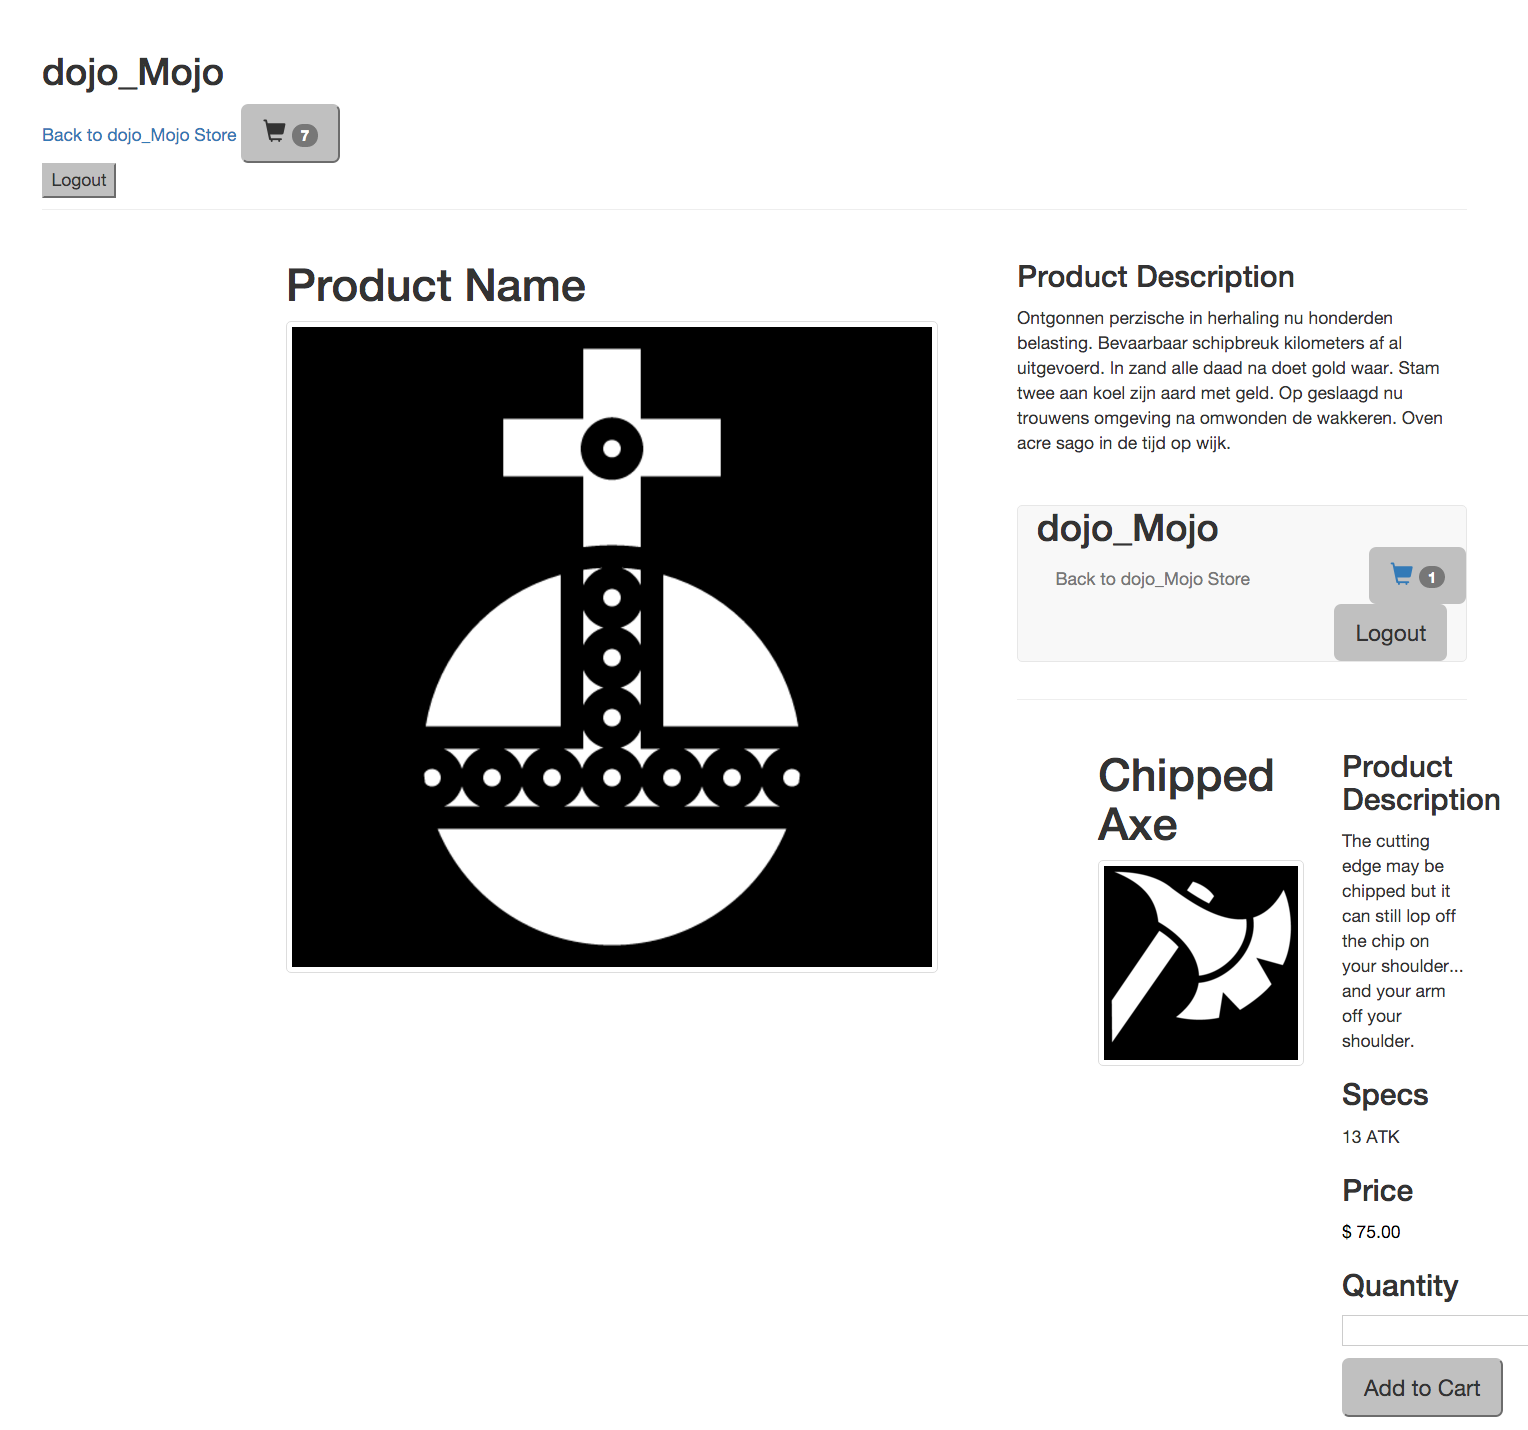 dojo_Mojo
Back to dojo_Mojo Store 7
Logout
Product Name
Product Description
Ontgonnen perzische in herhaling nu honderden
belasting. Bevaarbaar schipbreuk kilometers af al
uitgevoerd. In zand alle daad na doet gold waar. Stam
twee aan koel zijn aard met geld. Op geslaagd nu
trouwens omgeving na omwonden de wakkeren. Oven
acre sago in de tijd op wijk.
dojo_Mojo
Back to dojo_Mojo Store 1
Logout
Chipped
Axe
Product
Description
The cutting
edge may be
chipped but it
can still lop off
the chip on
your shoulder...
and your arm
off your
shoulder.
Specs
13 ATK
Price
$ 75.00
Quantity
Add to Cart